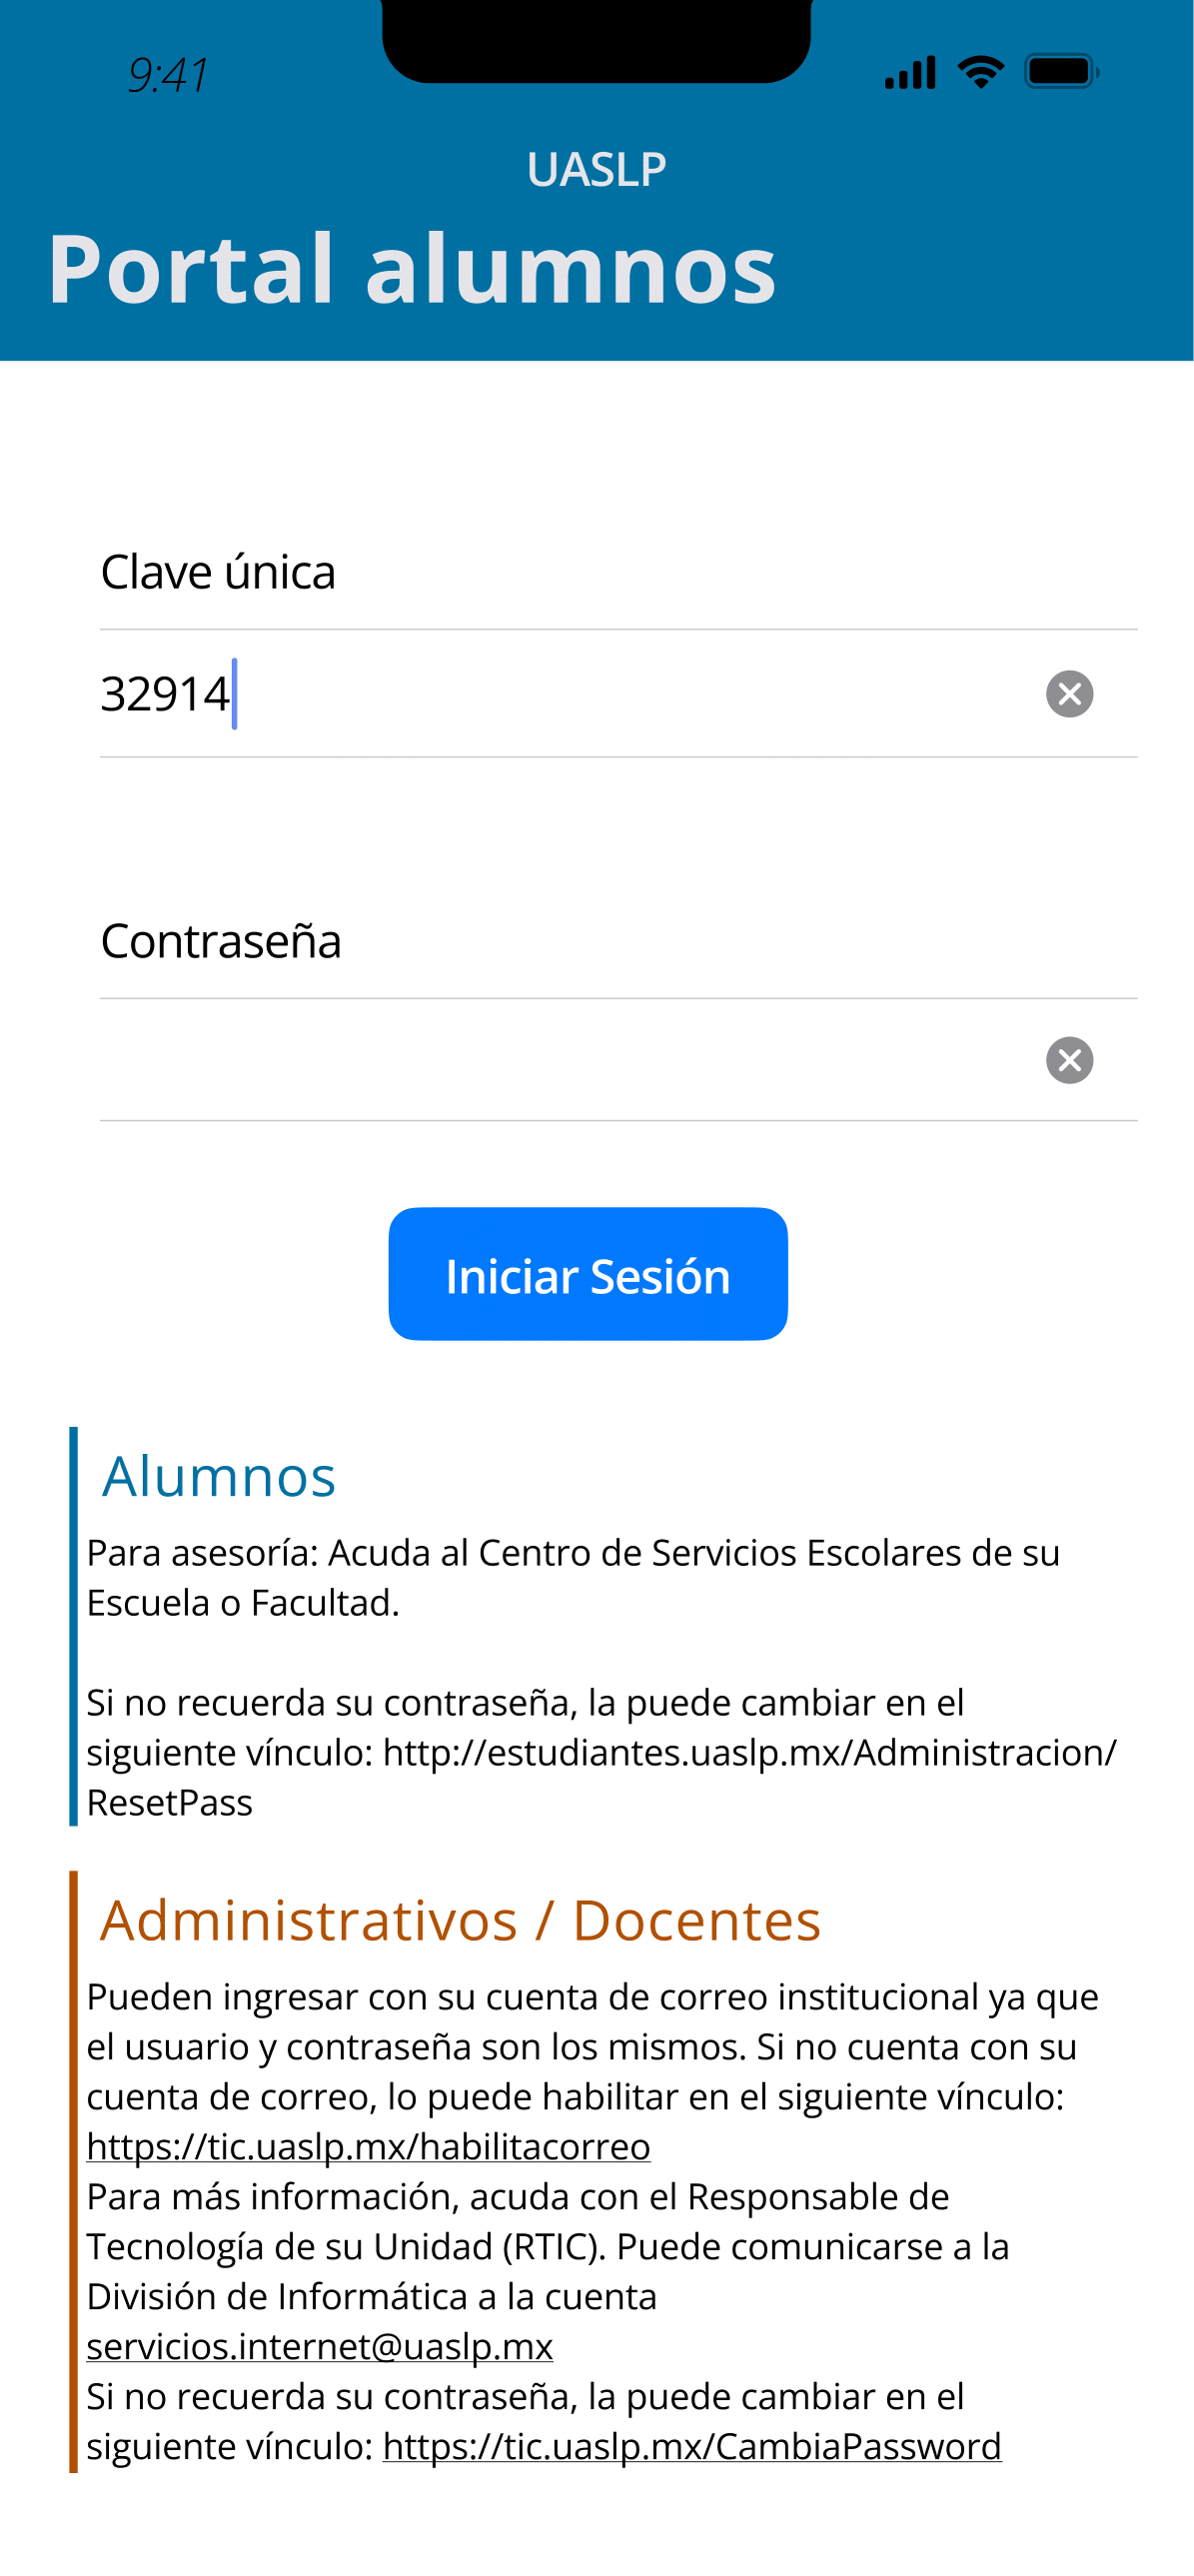 9:41
UASLP
Portal alumnos
Clave única
32914
Contraseña
Iniciar Sesión
Alumnos
Para asesoría: Acuda al Centro de Servicios Escolares de su
Escuela o Facultad.
Si no recuerda su contraseña, la puede cambiar en el
siguiente vínculo: http://estudiantes.uaslp.mx/Administracion/
ResetPass
Administrativos / Docentes
Pueden ingresar con su cuenta de correo institucional ya que
el usuario y contraseña son los mismos. Si no cuenta con su
cuenta de correo, lo puede habilitar en el siguiente vínculo:
https://tic.uaslp.mx/habilitacorreo
Para más información, acuda con el Responsable de
Tecnología de su Unidad (RTIC). Puede comunicarse a la
División de Informática a la cuenta
servicios.internet@uaslp.mx
Si no recuerda su contraseña, la puede cambiar en el
siguiente vínculo: https://tic.uaslp.mx/CambiaPassword